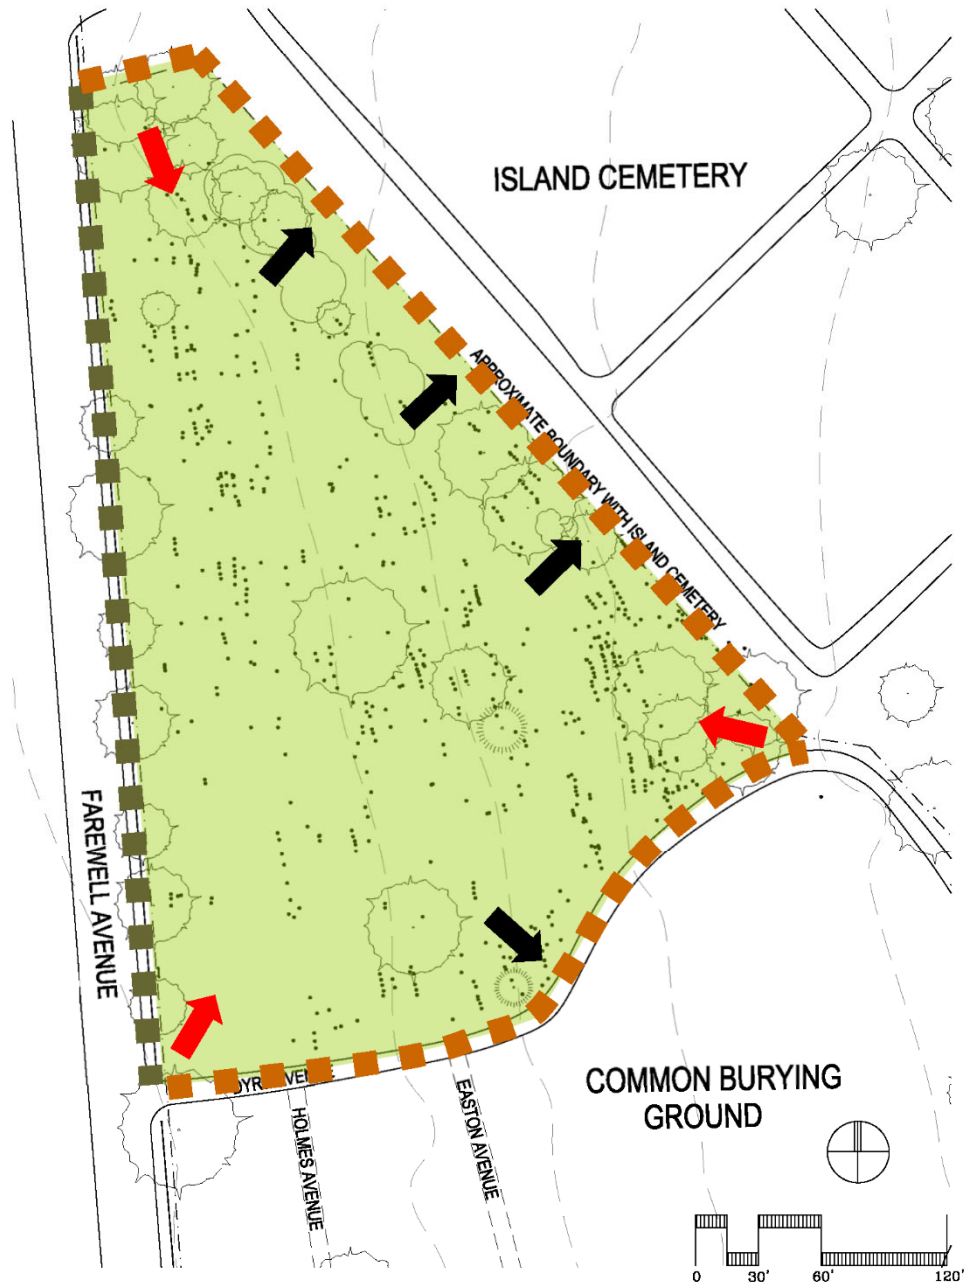 ISLAND CEMETERY
APPROXIMATE BOUNDARY WITH ISLAND CEMETERY
FAREWELL AVENUE
HOLMES AVENUE
EASTON AVENUE
COMMON BURYING
GROUND
0 30' 60' 120'